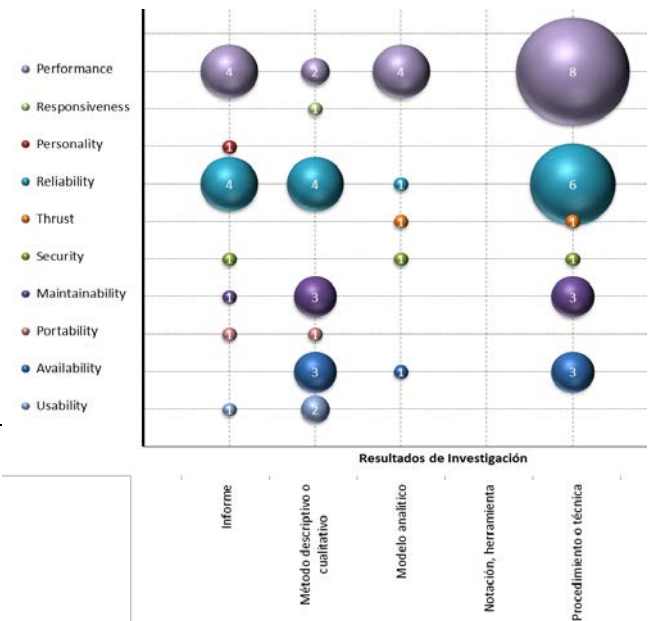 Performance 4 2 4 8
Responsiveness 1
Personality 1
Reliability 4 4 1 6
Thrust 1 1
Security 1 1 1
Maintainability 1 3 3
Portability 1 1
Availability 3 1 3
Usability 1 2
Resultados de Investigación
Informe
Método descriptivo o
cualitativo
Modelo analitico
Notación, herramienta
Procedimiento o técnica